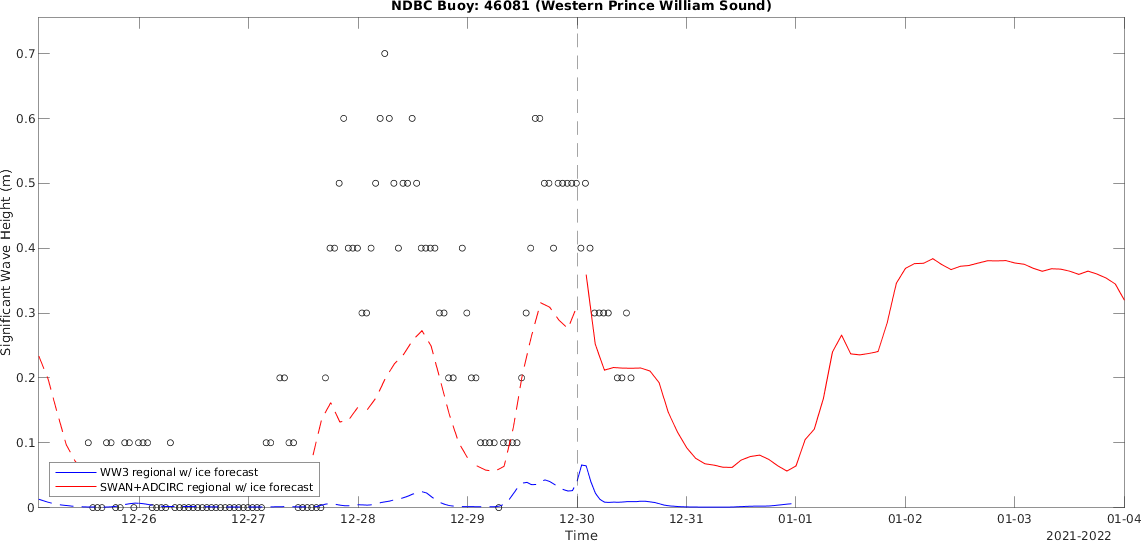 NDBC Buoy: 46081 (Western Prince William Sound)
Significant Wave Height (m)
0.7
0.6
0.5
0.4
0.3
0.2
0.1
0
WW3 regional w/ ice forecast
SWAN+ADCIRC regional w/ ice forecast
12-26 12-27 12-28 12-29 12-30 12-31 01-01 01-02 01-03 01-04
Time
2021-2022